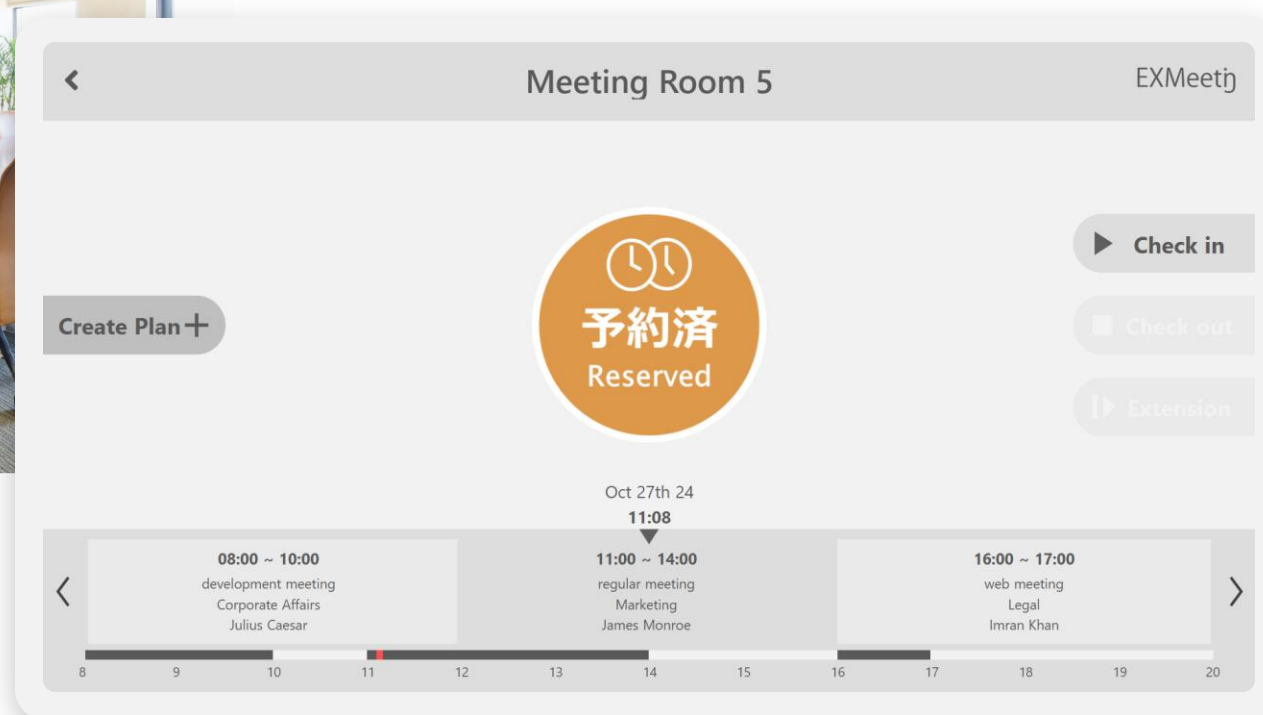 Meeting Room 5
EXMeeting
Check in
予約済
Create Plan+
Reserved
Check out
Extension
Oct 27th 24
11:08
08:00 ~ 10:00
development meeting
Corporate Affairs
Julius Caesar
11:00 ~ 14:00
regular meeting
Marketing
James Monroe
16:00 ~ 17:00
web meeting
Legal
Imran Khan
8 9 10 11 12 13 14 15 16 17 18 19 20